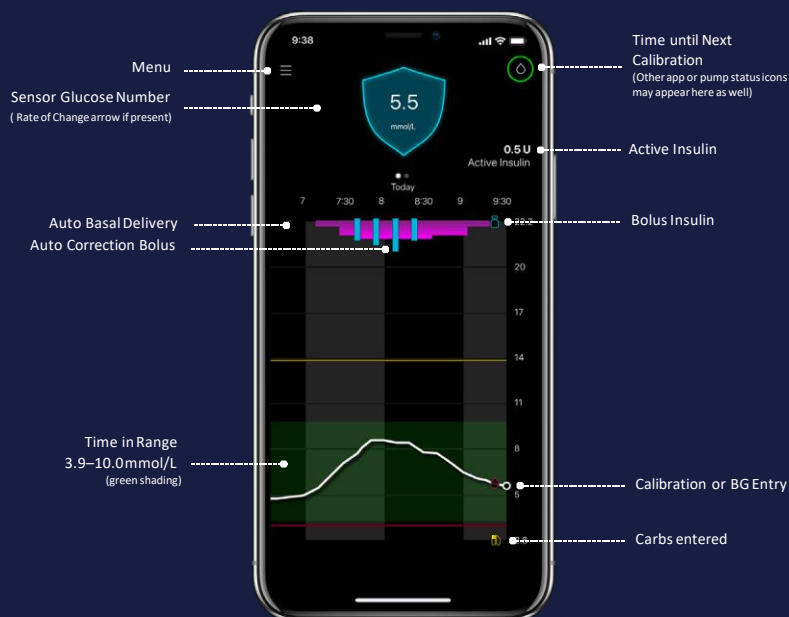 9:38
Menu
Sensor Glucose Number
( Rate of Change arrow if present)
5.5
mmol/L
Time until Next
Calibration
(Other app or pump status icons
may appear here as well)
0.5 U
Active Insulin
Active Insulin
Today
7 7:30 8 8:30 9 9:30
Auto Basal Delivery
Auto Correction Bolus
Bolus Insulin
20
17
14
11
8
5
Time in Range
3.9–10.0mmol/L
(green shading)
Calibration or BG Entry
Carbs entered